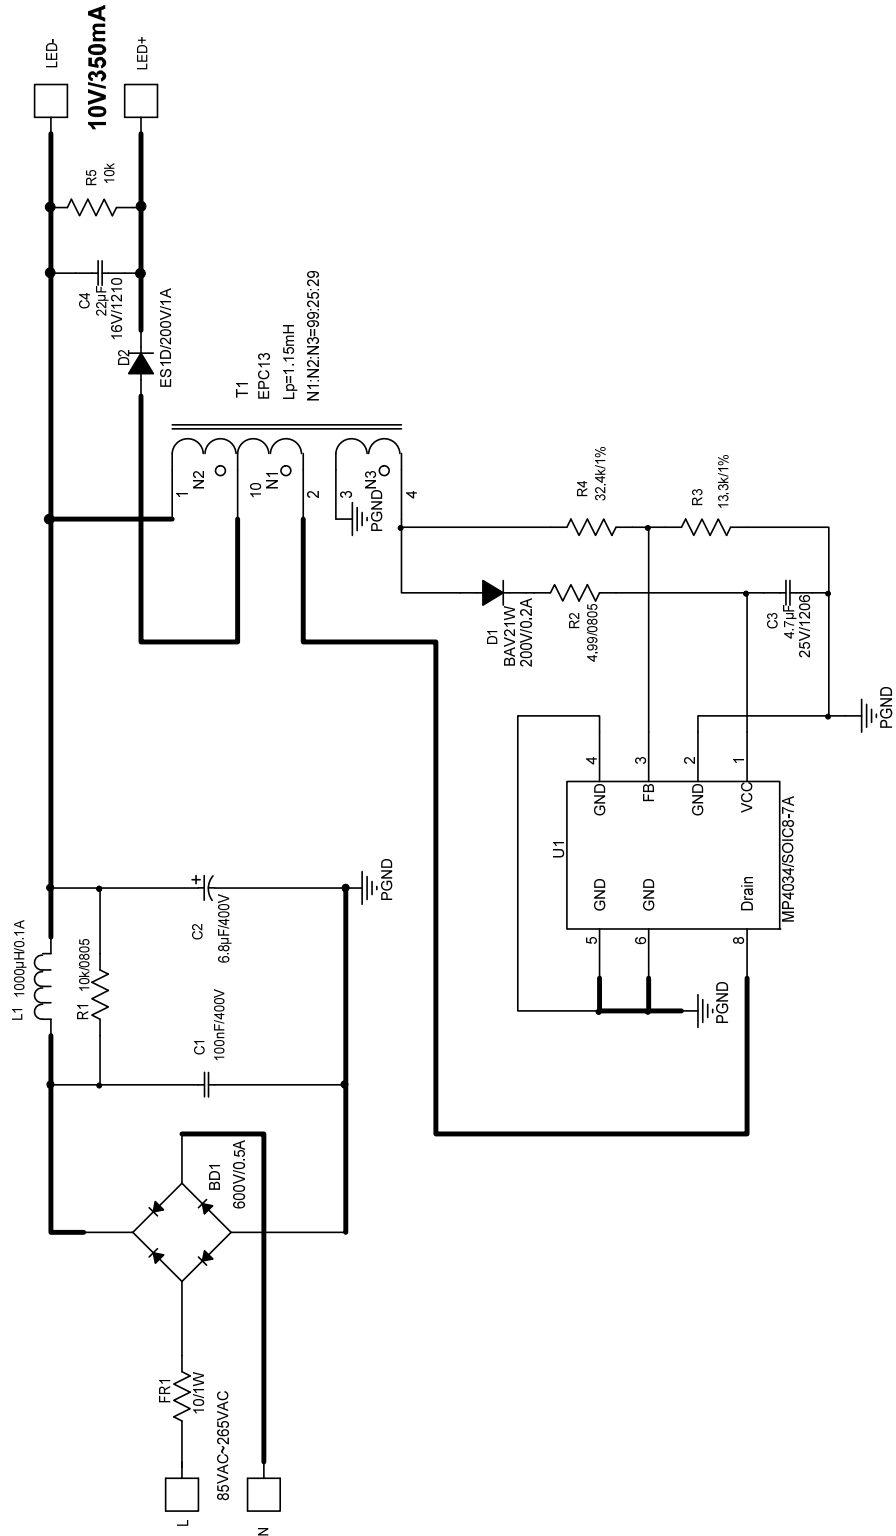 L
N
85VAC~265VAC
FR1
10/1W
BD1
600V/0.5A
L1 1000µH/0.1A
R1 10k/0805
C1
100nF/400V
C2
6.8µF/400V
+
PGND
T1
EPC13
Lp=1.15mH
N1:N2:N3=99:25:29
1
N2
10
N1
2
3
PGND
N3
4
D2
ES1D/200V/1A
C4
22µF
16V/1210
R5
10k
LED-
10V/350mA
LED+
U1
MP4034/SOIC8-7A
5
GND
6
GND
8
Drain
GND
4
FB
3
GND
2
VCC
1
PGND
D1
BAV21W
200V/0.2A
R2
4.99/0805
R4
32.4k/1%
R3
13.3k/1%
C3
4.7µF
25V/1206
PGND